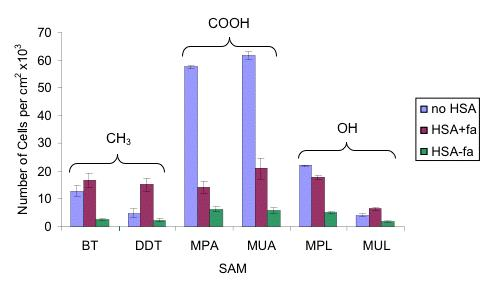 COOH
70
60
50
40
30
20
10
0
Number of Cells per cm² x10³
CH₃
OH
no HSA
HSA+fa
HSA-fa
BT DDT MPA MUA MPL MUL
SAM